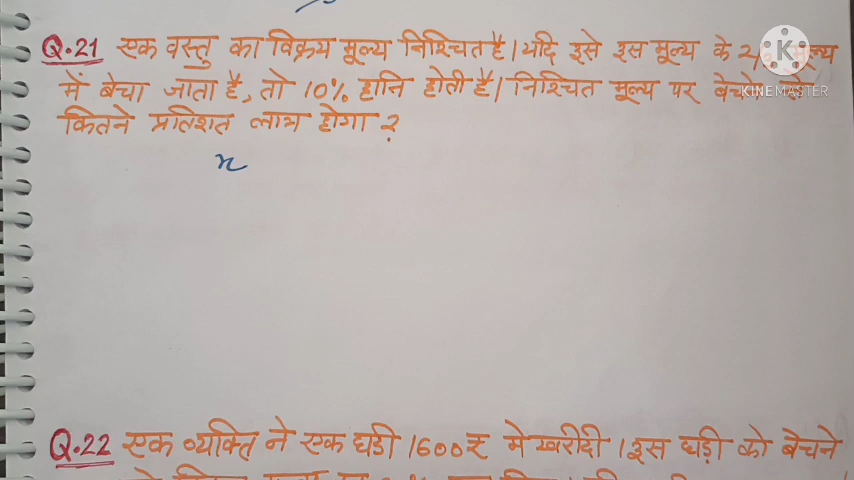 Q.21 एक वस्तु का विक्रय मूल्य निश्चित है। यदि इसे इस मूल्य के
में बेचा जाता है, तो 10% हानि होती है। निश्चित मूल्य पर
KINEMASTER
कितने प्रतिशत लाभ होगा ?
x
Q.22 एक व्यक्ति ने एक घडी 1600₹ मे खरीदी । इस घड़ी को बेचने